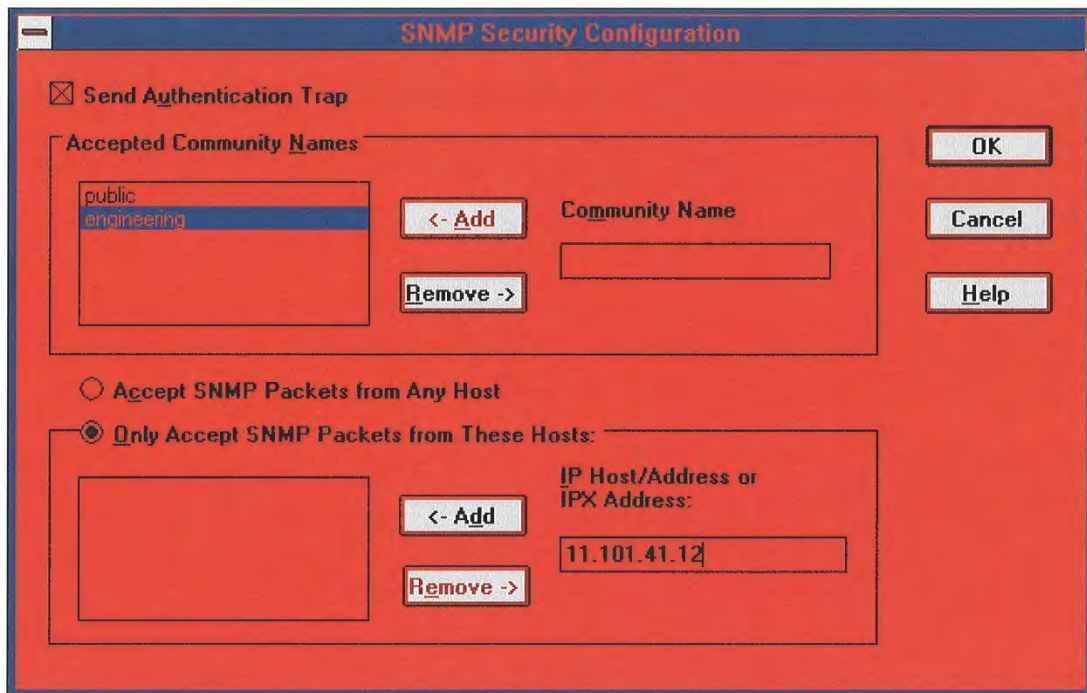 SNMP Security Configuration
Send Authentication Trap
Accepted Community Names
public
engineering
<- Add
Remove ->
Community Name
OK
Cancel
Help
Accept SNMP Packets from Any Host
Only Accept SNMP Packets from These Hosts:
<- Add
Remove ->
IP Host/Address or
IPX Address:
11.101.41.12